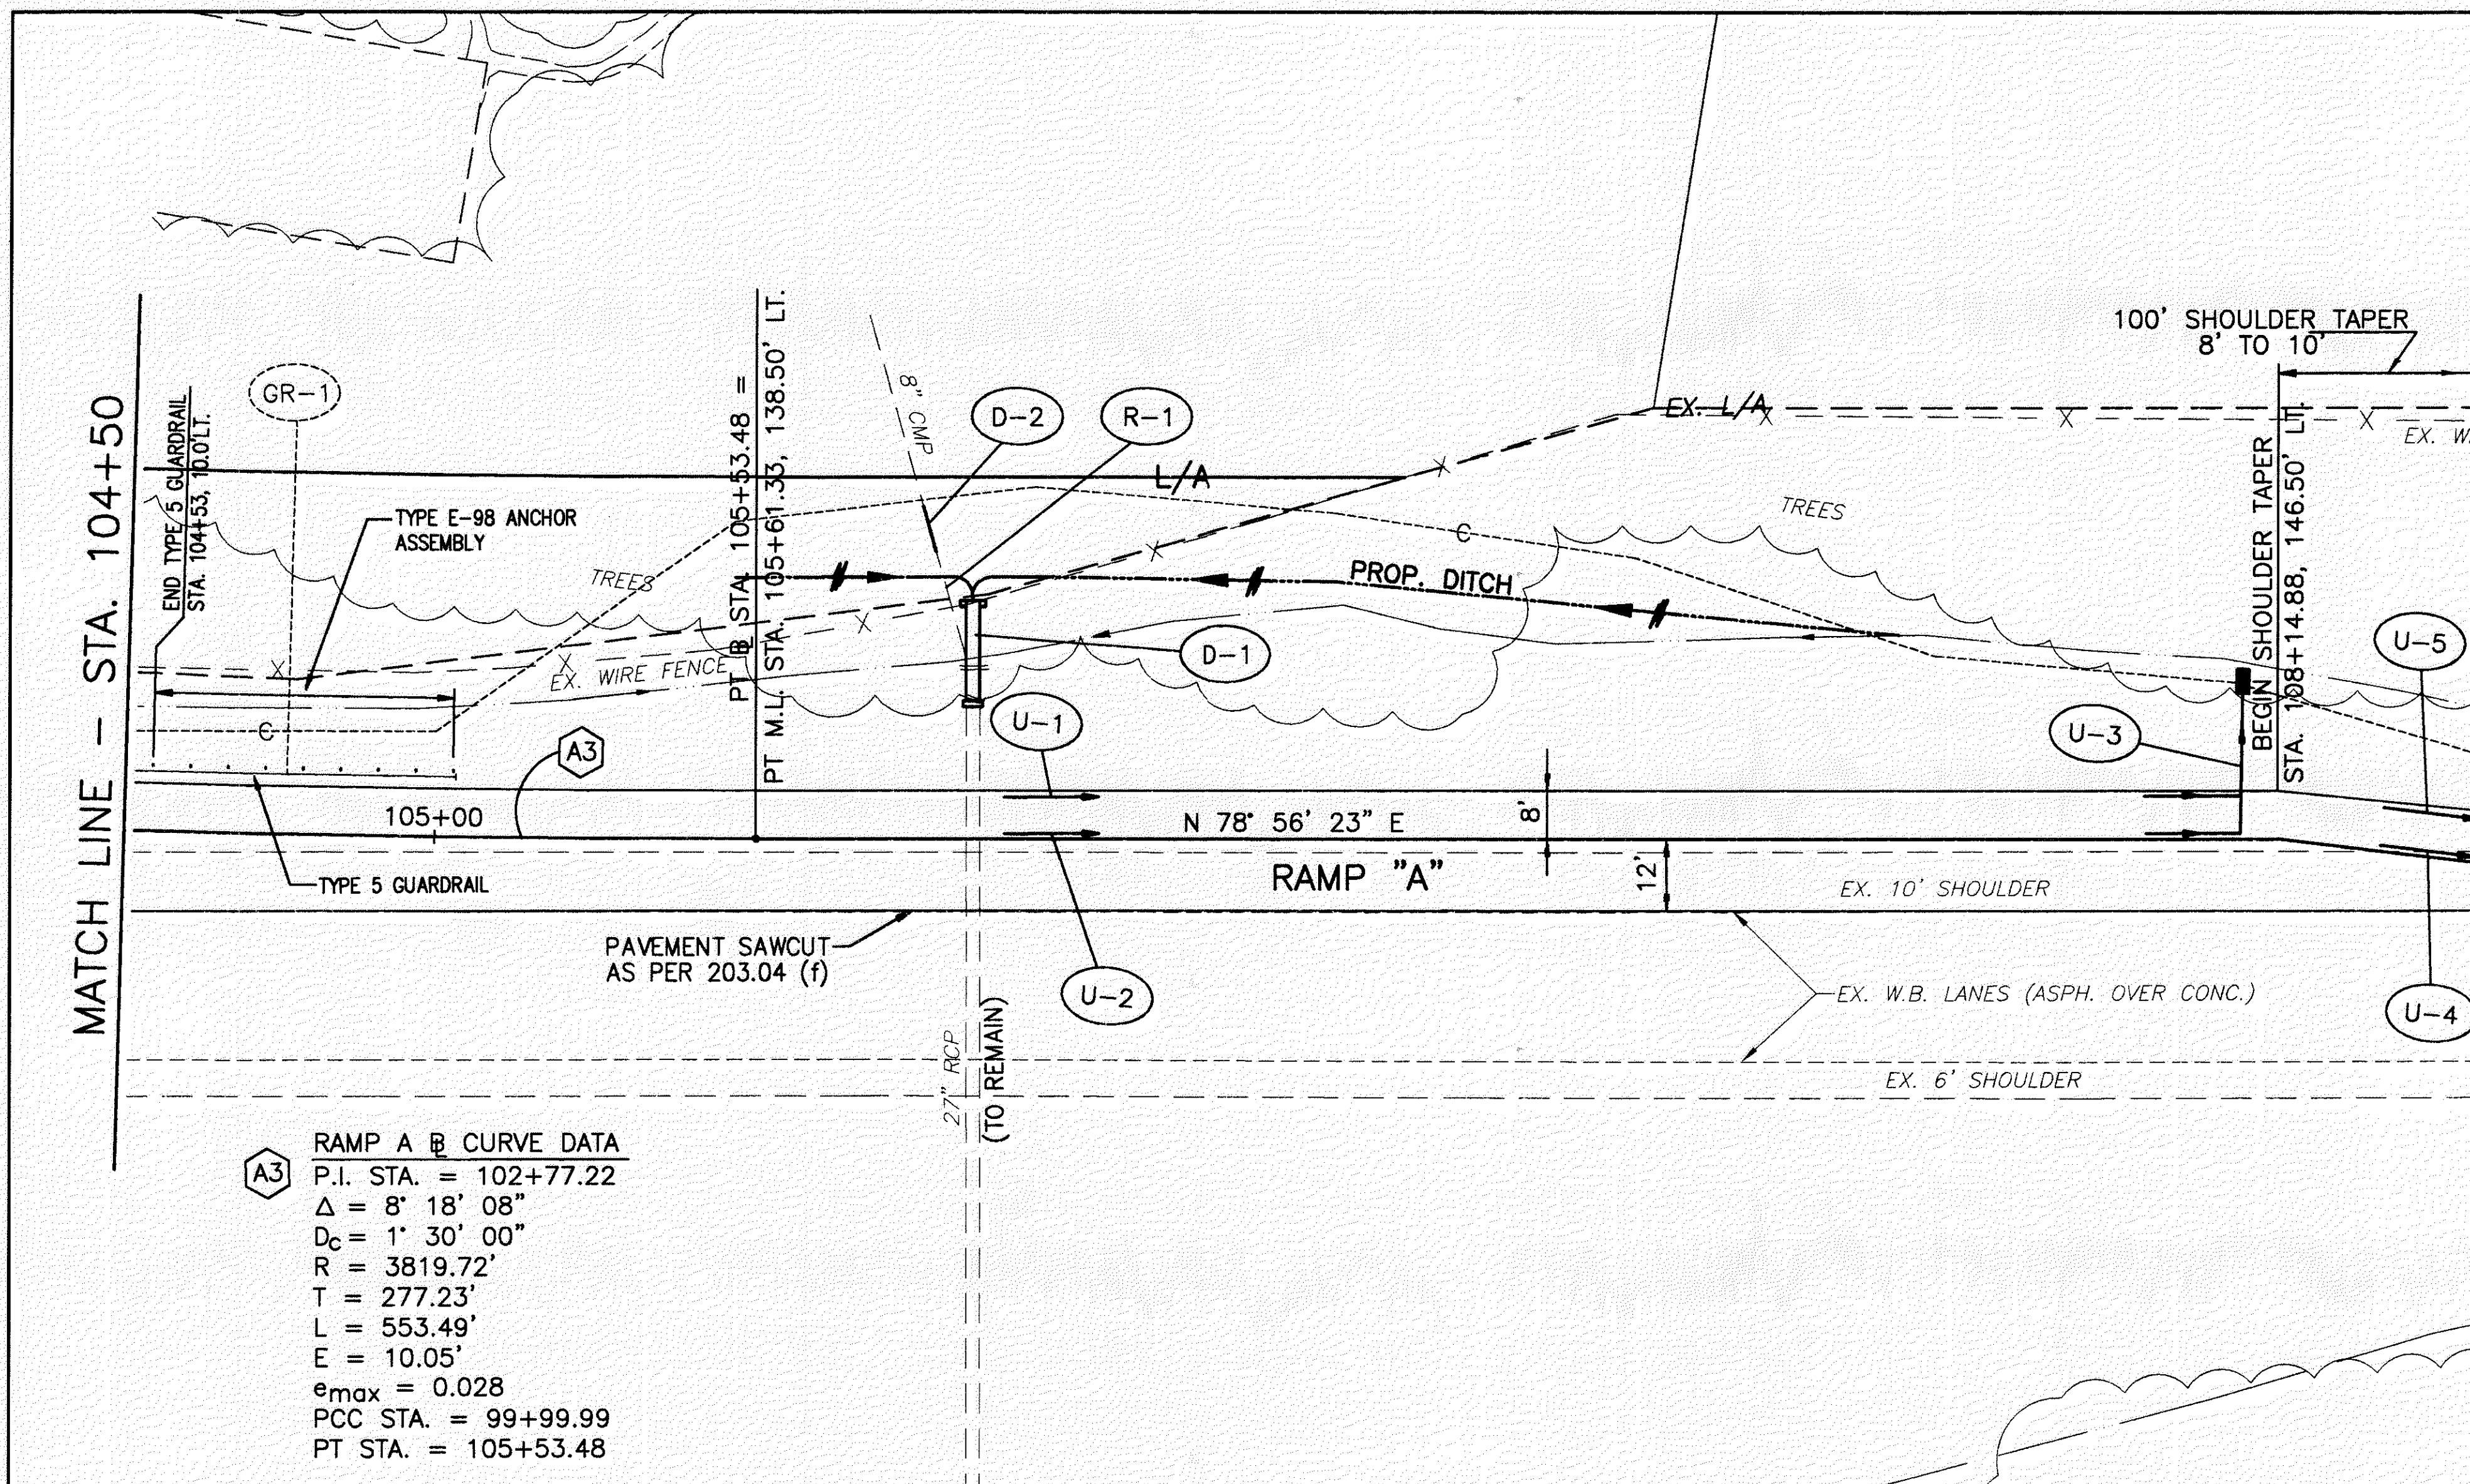 100' SHOULDER TAPER
8' TO 10'
MATCH LINE - STA. 104+50
END TYPE 5 GUARDRAIL
STA. 104+53, 10.0'LT.
GR-1
TYPE E-98 ANCHOR
ASSEMBLY
TREES
EX. WIRE FENCE
PT ℄ STA. 105+53.48 =
PT M.L. STA. 105+61.33, 138.50' LT.
8" CMP
D-2
R-1
L/A
EX. L/A
X
X
X
X
X
X
X
X
C
C
TREES
PROP. DITCH
D-1
BEGIN SHOULDER TAPER
STA. 108+14.88, 146.50' LT.
EX. W
U-5
U-3
U-1
A3
105+00
N 78° 56' 23" E
8'
RAMP "A"
12'
EX. 10' SHOULDER
TYPE 5 GUARDRAIL
PAVEMENT SAWCUT
AS PER 203.04 (f)
U-2
EX. W.B. LANES (ASPH. OVER CONC.)
U-4
27" RCP
(TO REMAIN)
EX. 6' SHOULDER
A3
RAMP A ℄ CURVE DATA
P.I. STA. = 102+77.22
Δ = 8° 18' 08"
Dc = 1° 30' 00"
R = 3819.72'
T = 277.23'
L = 553.49'
E = 10.05'
emax = 0.028
PCC STA. = 99+99.99
PT STA. = 105+53.48